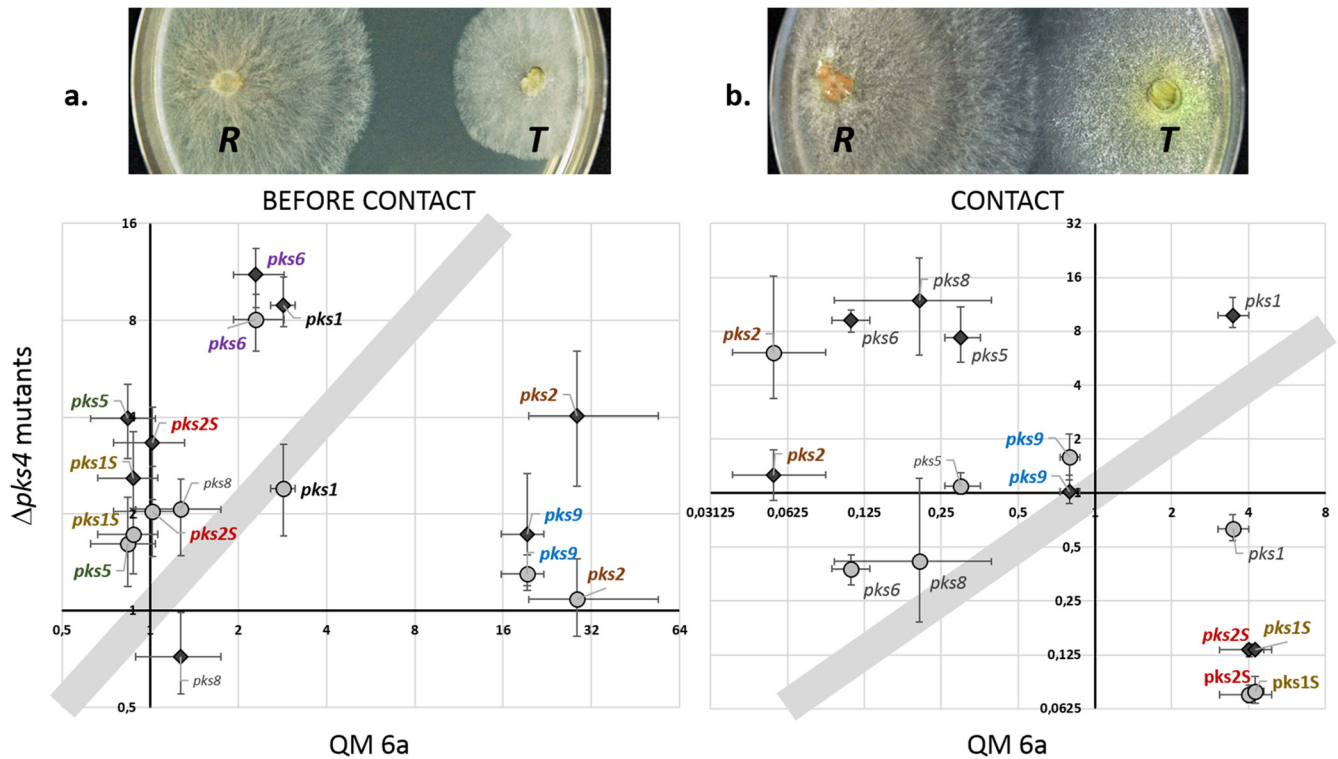 a.
R
T
b.
R
T
BEFORE CONTACT
CONTACT
Δpks4 mutants
16
8
4
2
1
0,5
0,5
1
2
4
8
16
32
64
pks6
pks1
pks6
pks5
pks2S
pks1S
pks8
pks1
pks1S
pks2S
pks5
pks2
pks9
pks9
pks2
pks8
QM 6a
32
16
8
4
2
1
0,5
0,25
0,125
0,0625
0,03125
0,0625
0,125
0,25
0,5
1
2
4
8
pks8
pks1
pks2
pks6
pks5
pks9
pks2
pks5
pks9
pks1
pks6
pks8
pks2S
pks1S
pks2S
pks1S
QM 6a